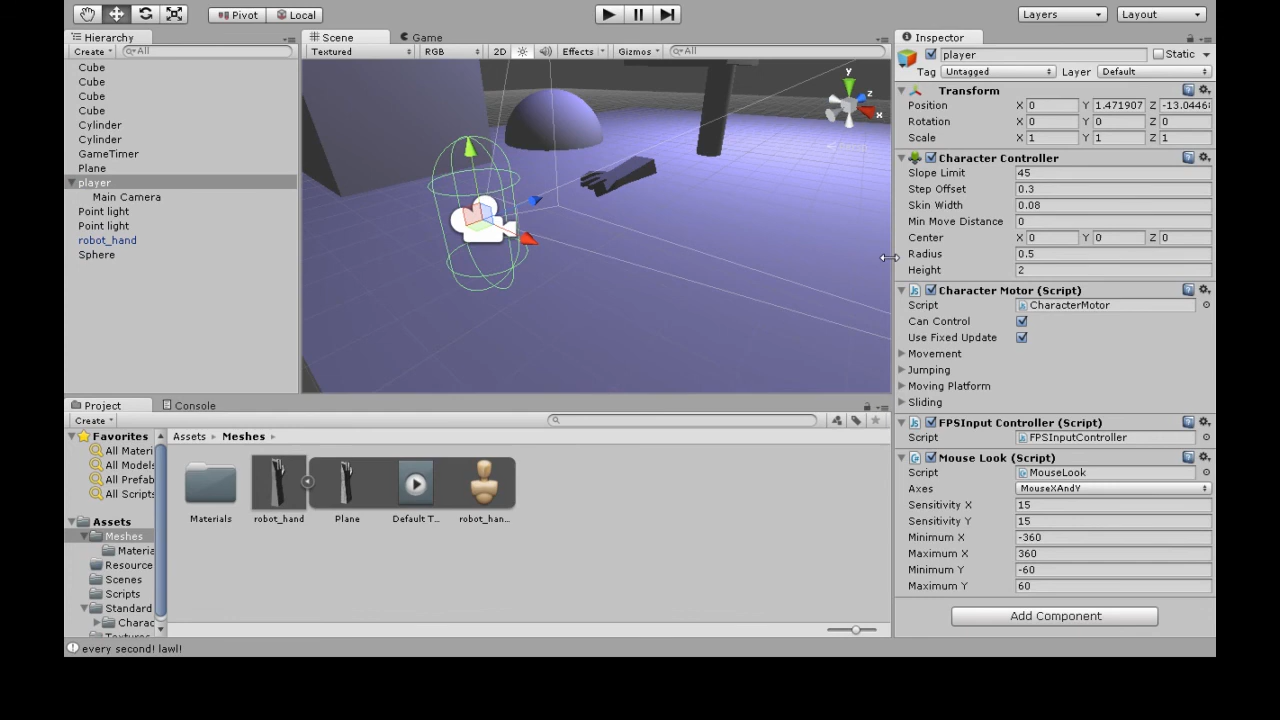 Pivot Local Layers Layout
Hierarchy Scene Game Inspector
Create All Textured RGB 2D Effects Gizmos All player Static
Tag Untagged Layer Default
Cube
Cube
Cube
Cube
Cylinder
Cylinder
GameTimer
Plane
player
Main Camera
Point light
Point light
robot_hand
Sphere
y
z
x
Transform
Position X 0 Y 1.471907 Z -13.0446
Rotation X 0 Y 0 Z 0
Scale X 1 Y 1 Z 1
Character Controller
Slope Limit 45
Step Offset 0.3
Skin Width 0.08
Min Move Distance 0
Center X 0 Y 0 Z 0
Radius 0.5
Height 2
Character Motor (Script)
Script CharacterMotor
Can Control
Use Fixed Update
Movement
Jumping
Moving Platform
Sliding
FPSInput Controller (Script)
Script FPSInputController
Mouse Look (Script)
Script MouseLook
Axes MouseXAndY
Sensitivity X 15
Sensitivity Y 15
Minimum X -360
Maximum X 360
Minimum Y -60
Maximum Y 60
Add Component
Project Console
Create
Favorites
All Materi
All Models
All Prefab
All Scripts
Assets
Meshes
Materia
Resource
Scenes
Scripts
Standard
Charac
Assets Meshes
Materials robot_hand Plane Default T... robot_han...
every second! lawl!